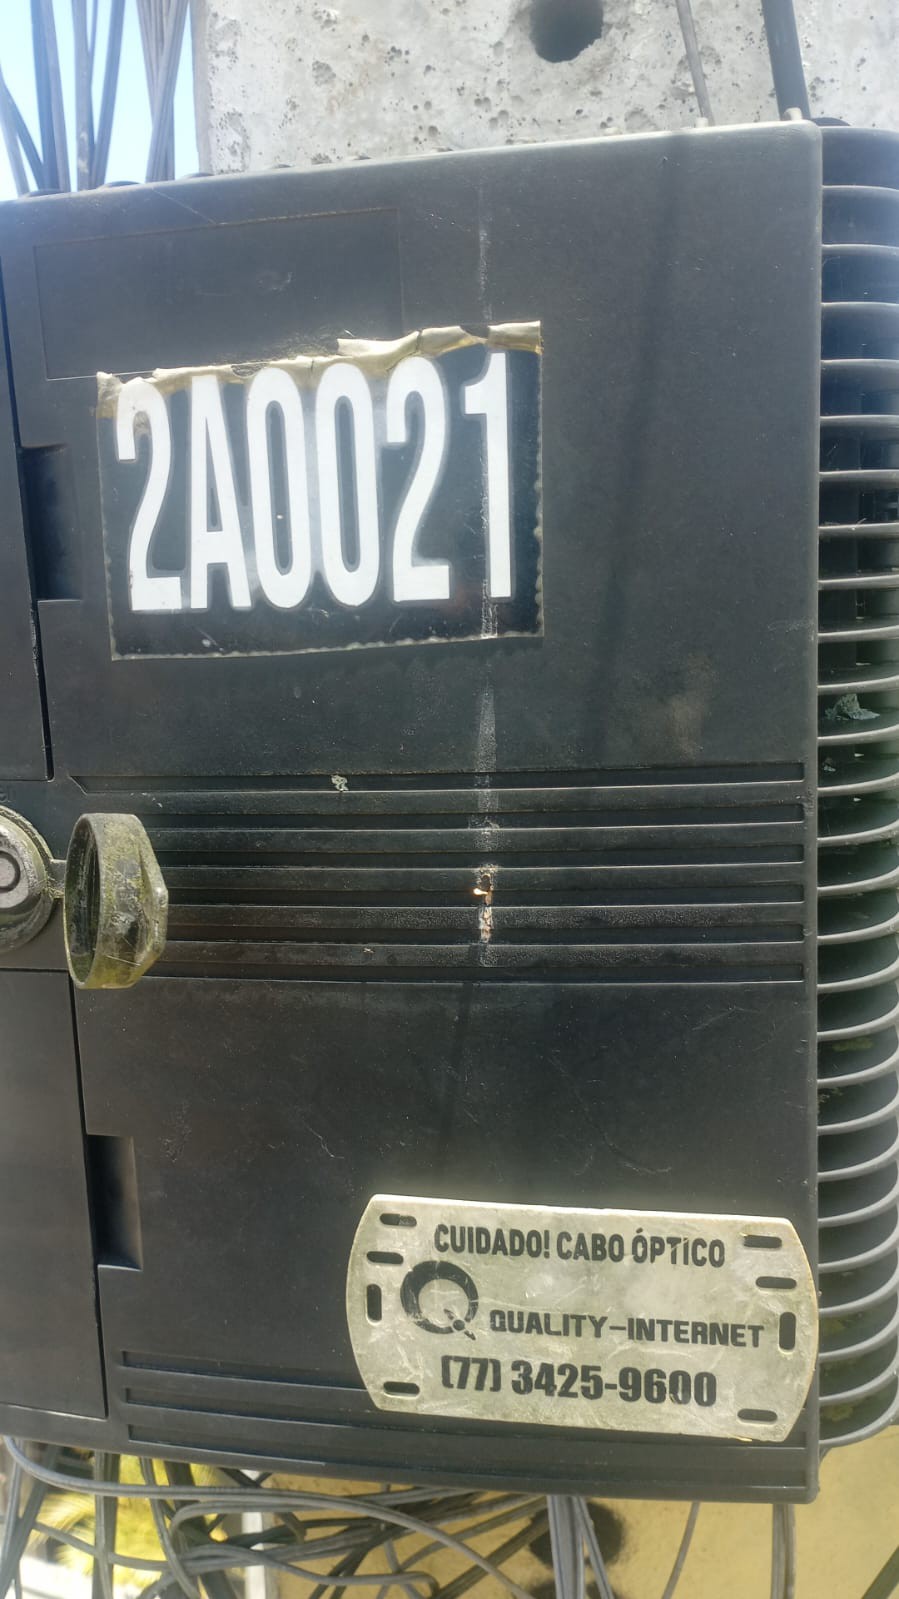 2A0021
CUIDADO! CABO ÓPTICO
QUALITY-INTERNET
(77) 3425-9600